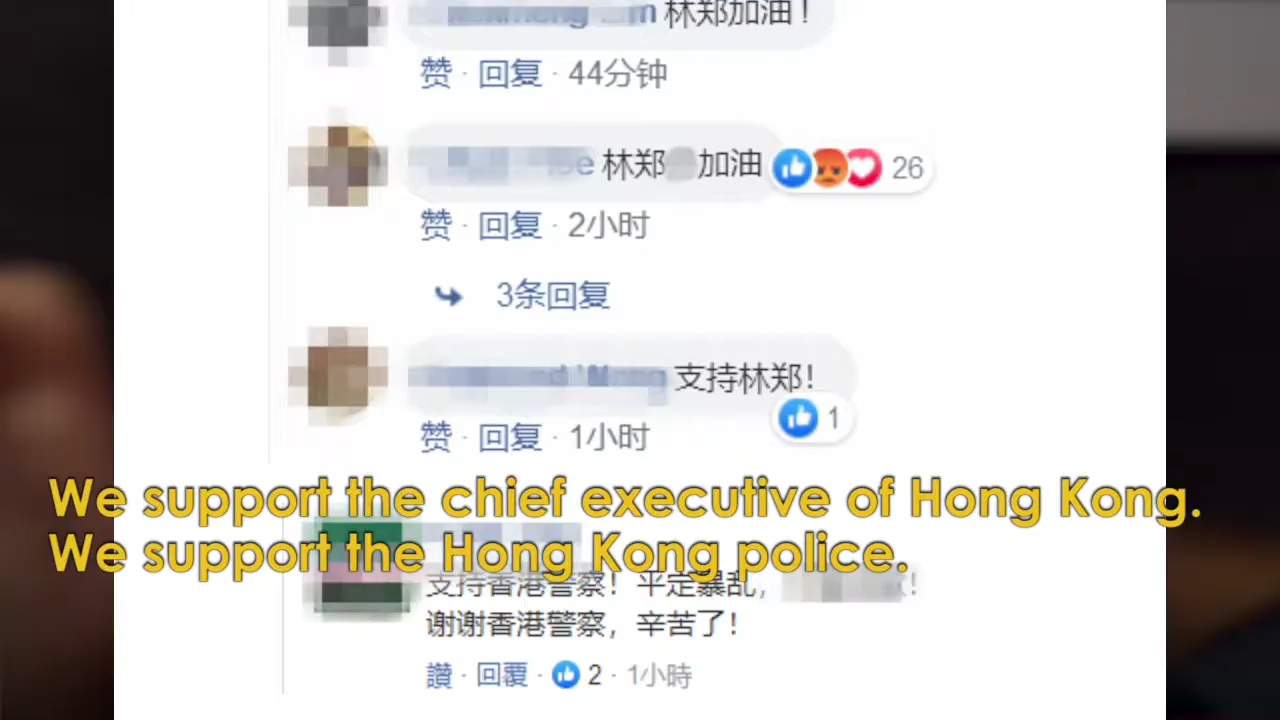 林郑加油！
赞 · 回复 · 44分钟
林郑 加油 26
赞 · 回复 · 2小时
3条回复
支持林郑！
1
赞 · 回复 · 1小时
We support the chief executive of Hong Kong.
We support the Hong Kong police.
支持香港警察！平定暴乱，
谢谢香港警察，辛苦了！
讚 · 回覆 · 2 · 1小時